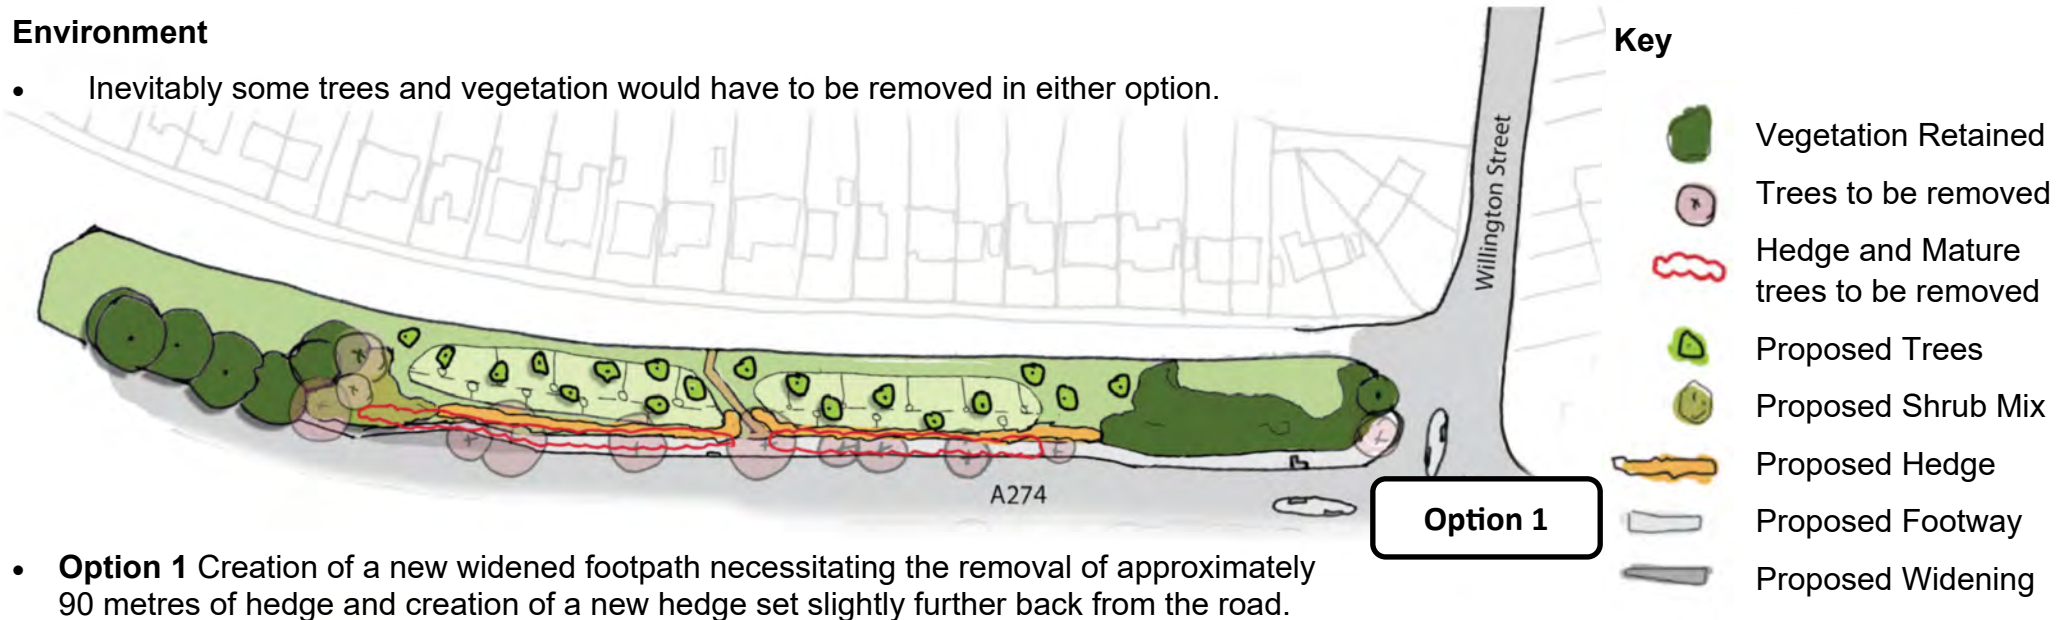 Environment
• Inevitably some trees and vegetation would have to be removed in either option.
Willington Street
A274
Option 1
• Option 1 Creation of a new widened footpath necessitating the removal of approximately
90 metres of hedge and creation of a new hedge set slightly further back from the road.
Key
Vegetation Retained
Trees to be removed
Hedge and Mature
trees to be removed
Proposed Trees
Proposed Shrub Mix
Proposed Hedge
Proposed Footway
Proposed Widening